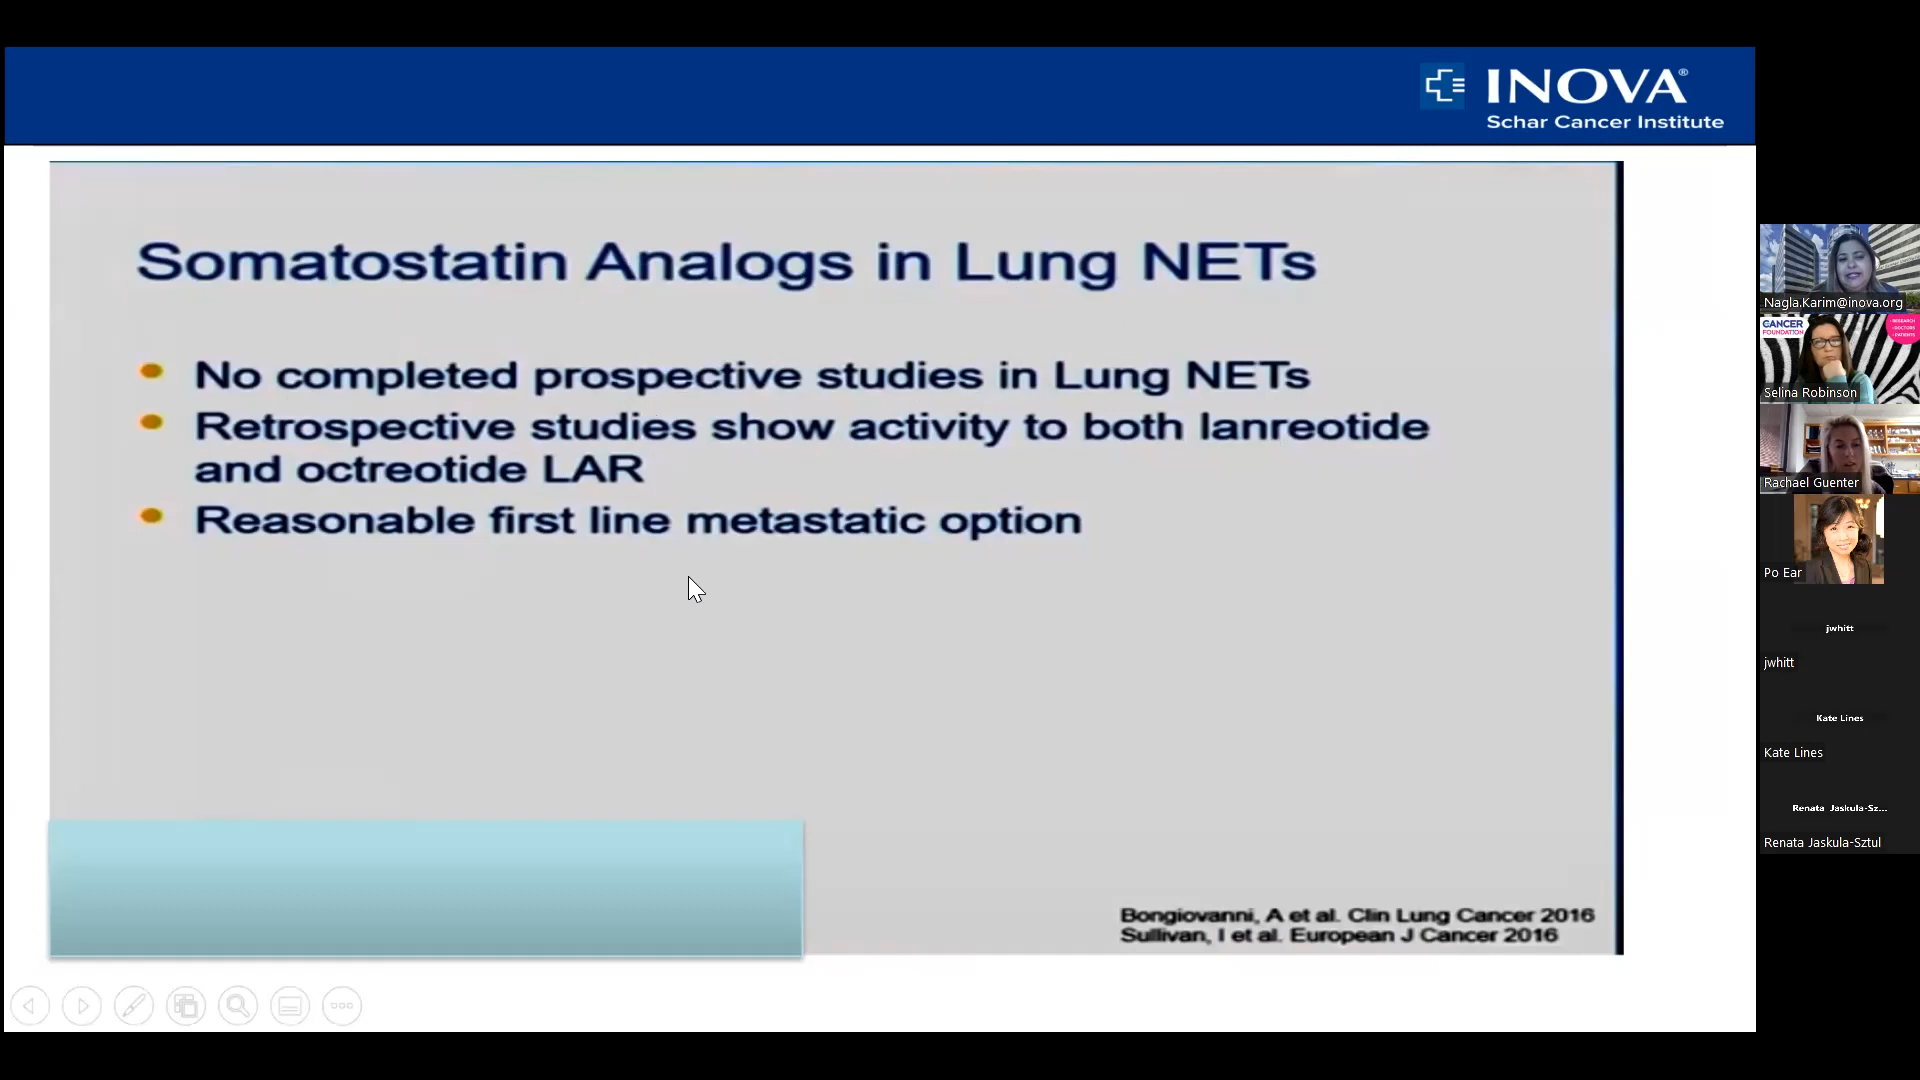 INOVA®
Schar Cancer Institute
Somatostatin Analogs in Lung NETs
• No completed prospective studies in Lung NETs
• Retrospective studies show activity to both lanreotide
and octreotide LAR
• Reasonable first line metastatic option
Bongiovanni, A et al. Clin Lung Cancer 2016
Sullivan, I et al. European J Cancer 2016
Nagla.Karim@inova.org
CANCER
FOUNDATION
RESEARCH
DOCTORS
PATIENTS
Selina Robinson
Rachael Guenter
Po Ear
jwhitt
jwhitt
Kate Lines
Kate Lines
Renata Jaskula-Sz...
Renata Jaskula-Sztul